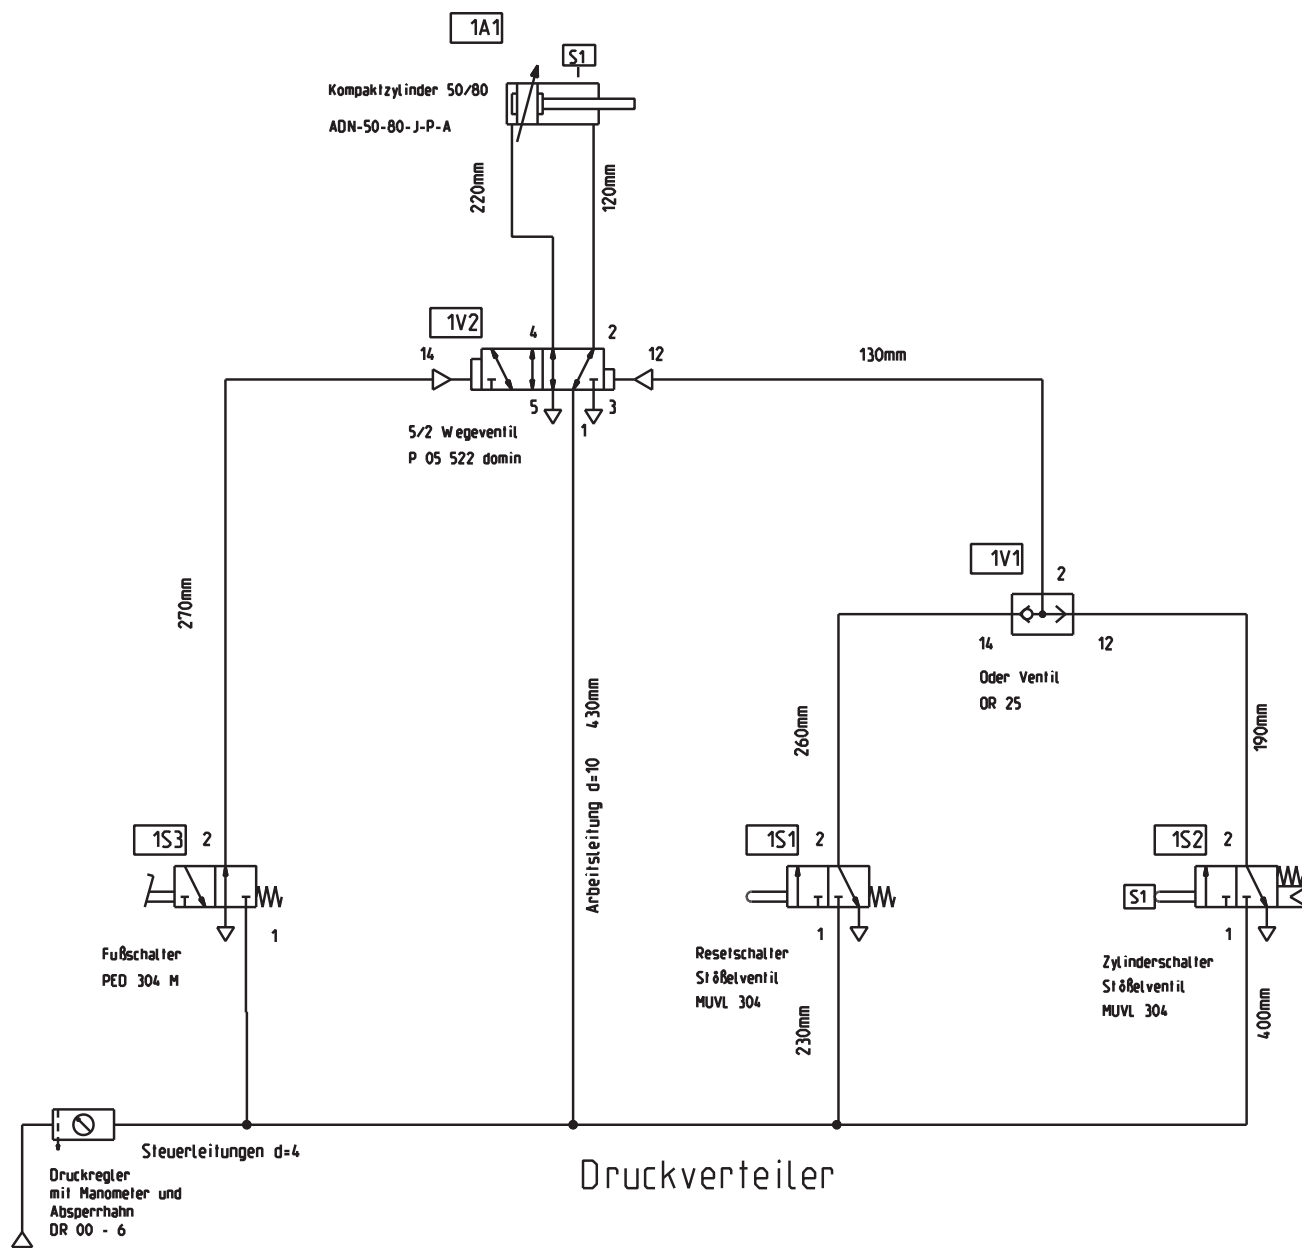 1A1
S1
Kompaktzylinder 50/80
ADN-50-80-J-P-A
220mm
120mm
1V2
4
2
14
12
130mm
5
3
1
5/2 Wegeventil
P 05 522 domin
1V1
2
14
12
Oder Ventil
OR 25
270mm
Arbeitsleitung d=10 430mm
260mm
190mm
1S3
2
1S1
2
1S2
2
S1
1
1
1
Fußschalter
PED 304 M
Resetschalter
Stößelventil
MUVL 304
Zylinderschalter
Stößelventil
MUVL 304
230mm
400mm
Steuerleitungen d=4
Druckverteiler
Druckregler
mit Manometer und
Absperrhahn
DR 00 - 6